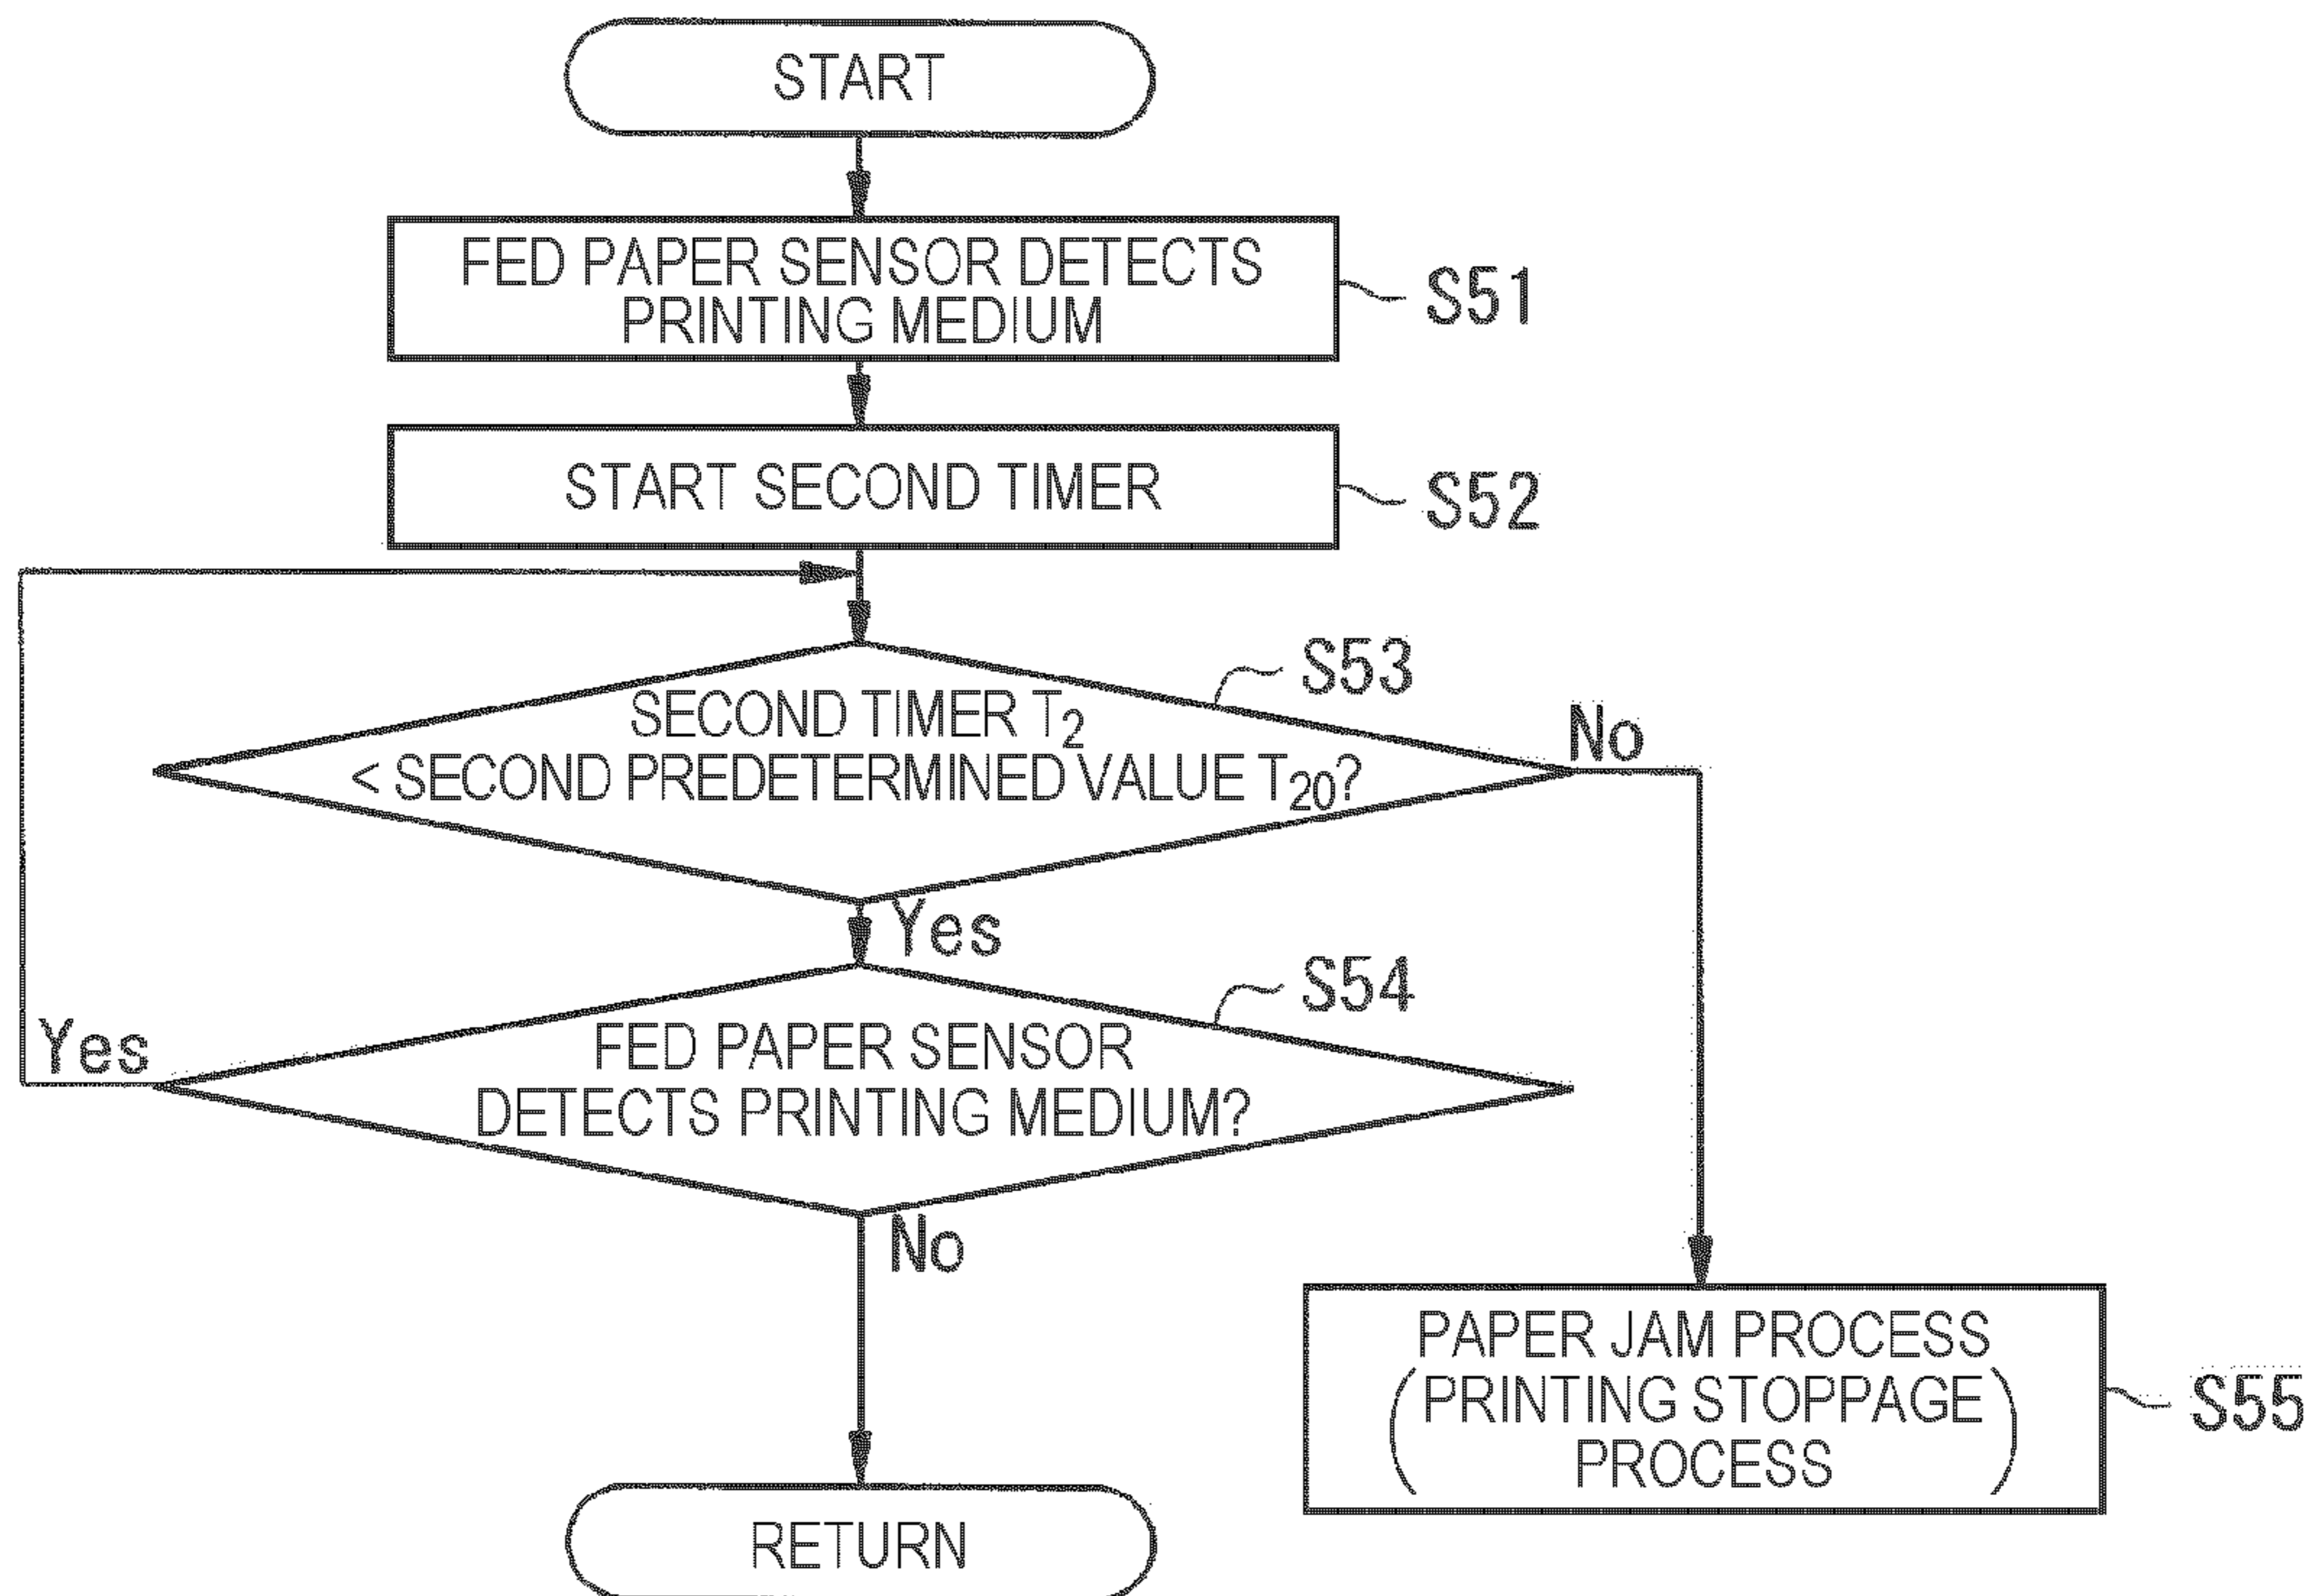 START
FED PAPER SENSOR DETECTS
PRINTING MEDIUM
S51
START SECOND TIMER
S52
S53
SECOND TIMER T2
< SECOND PREDETERMINED VALUE T20?
No
Yes
S54
FED PAPER SENSOR
DETECTS PRINTING MEDIUM?
Yes
No
PAPER JAM PROCESS
(PRINTING STOPPAGE
PROCESS)
S55
RETURN